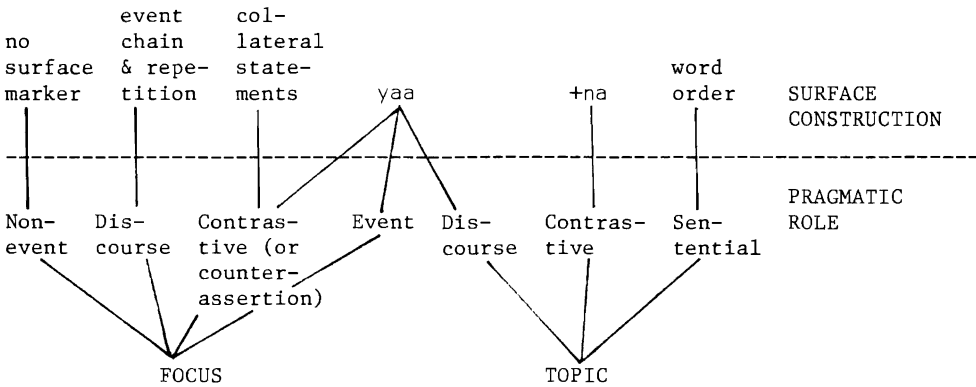 no surface marker
event chain & repe- tition
col- lateral state- ments
yaa
+na
word order
SURFACE CONSTRUCTION
Non- event
Dis- course
Contras- tive (or counter- assertion)
Event
Dis- course
Contras- tive
Sen- tential
PRAGMATIC ROLE
FOCUS
TOPIC